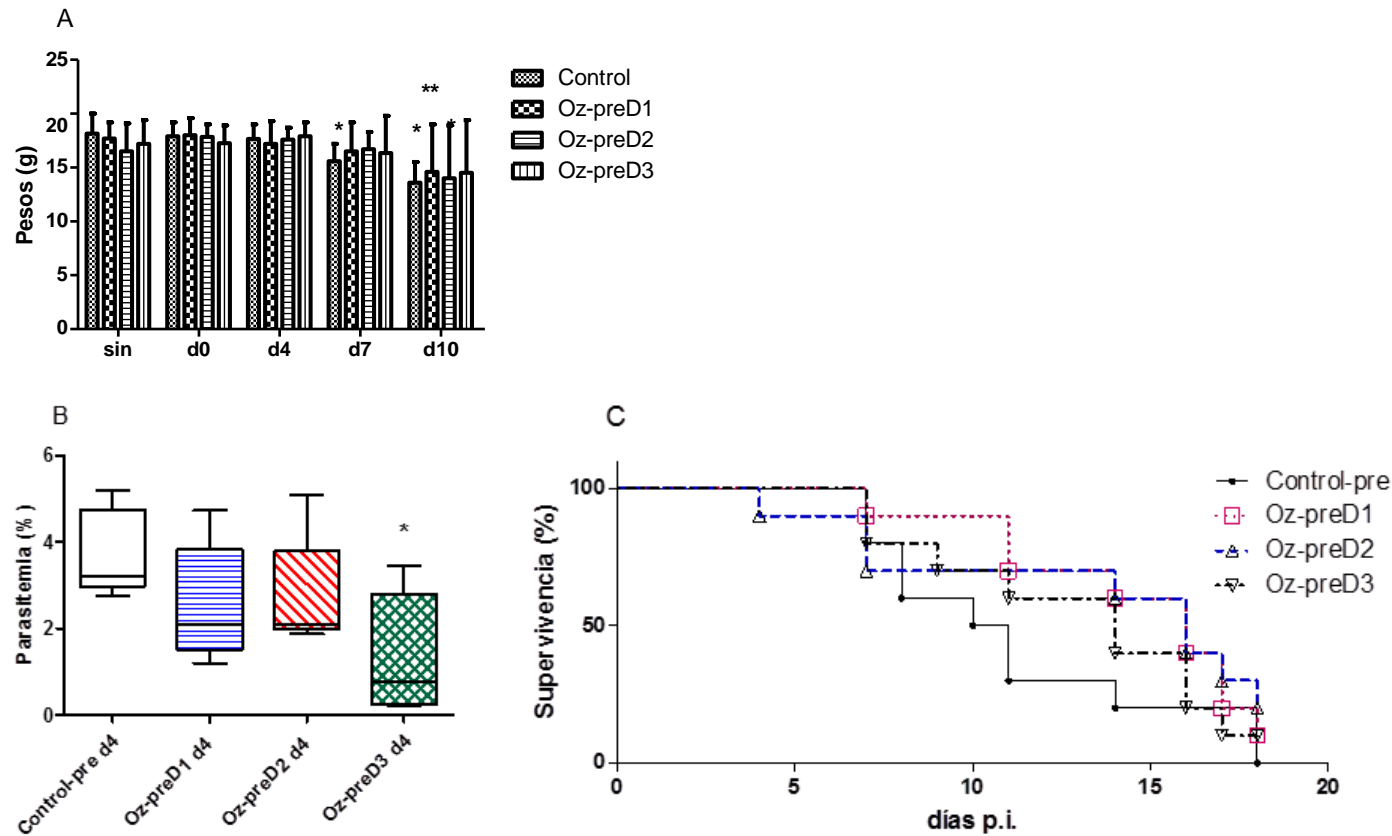 A
25
20
15
10
5
0
Pesos (g)
sin d0 d4 d7 d10
*
*
**
*
Control
Oz-preD1
Oz-preD2
Oz-preD3
B
6
4
2
0
Parasitemia (%)
*
Control-pre d4
Oz-preD1 d4
Oz-preD2 d4
Oz-preD3 d4
C
100
50
0
Supervivencia (%)
0 5 10 15 20
días p.i.
Control-pre
Oz-preD1
Oz-preD2
Oz-preD3